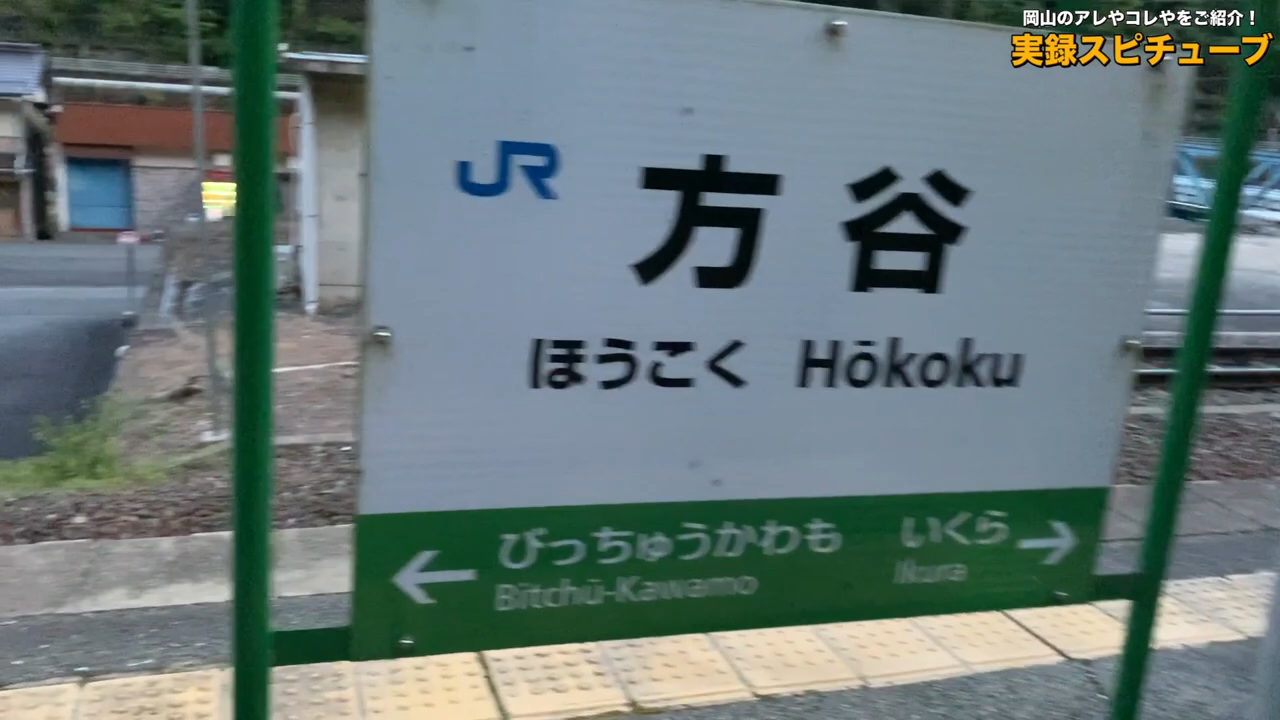 岡山のアレやコレやをご紹介！
実録スピチューブ
JR 方谷
ほうこく Hōkoku
びっちゅうかわも いくら
Bitchū-Kawamo Ikura